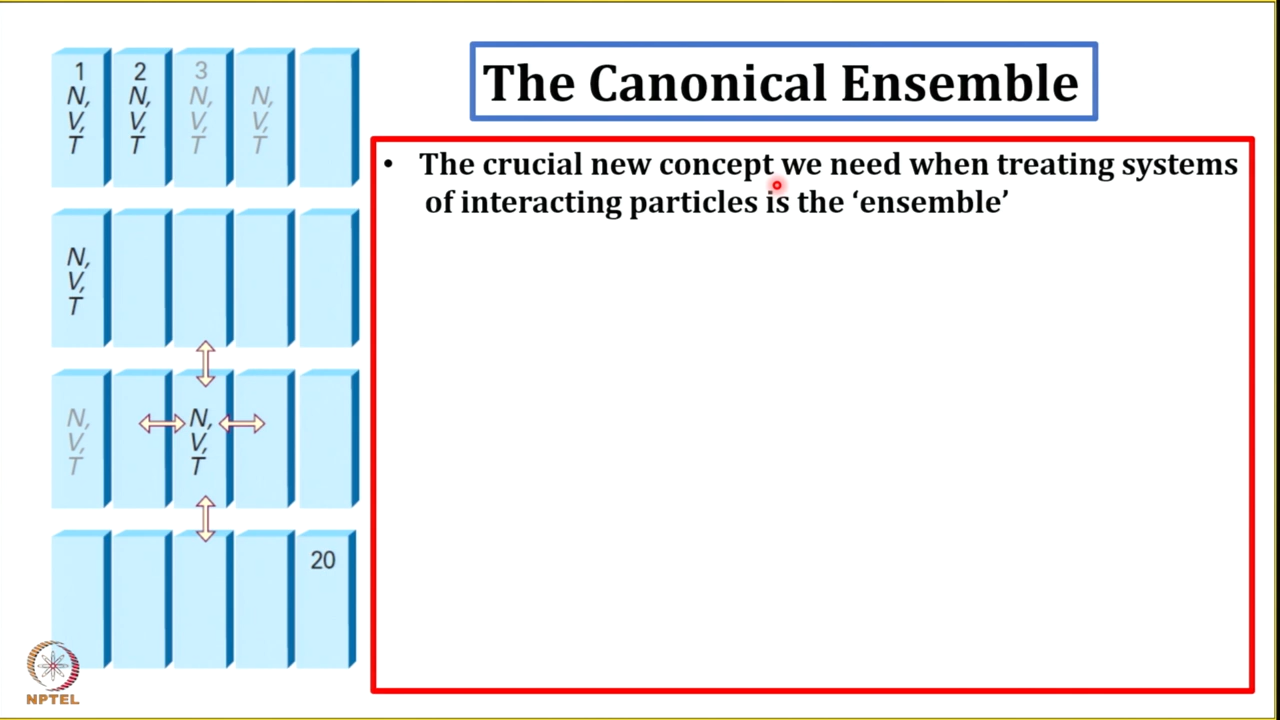 The Canonical Ensemble
• The crucial new concept we need when treating systems
of interacting particles is the ‘ensemble’
1
N,
V,
T
2
N,
V,
T
3
N,
V,
T
N,
V,
T
N,
V,
T
N,
V,
T
N,
V,
T
20
NPTEL